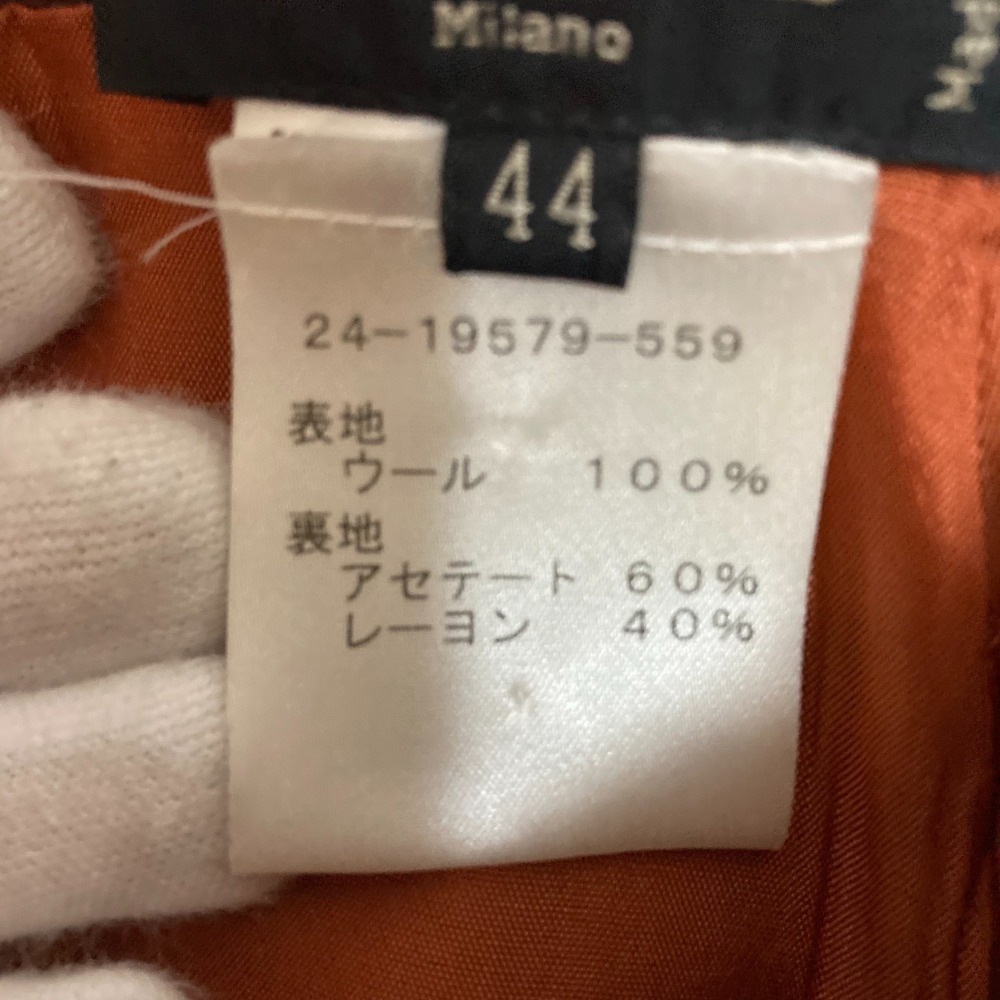 Milano
44
24-19579-559
表地
ウール 100%
裏地
アセテート 60%
レーヨン 40%